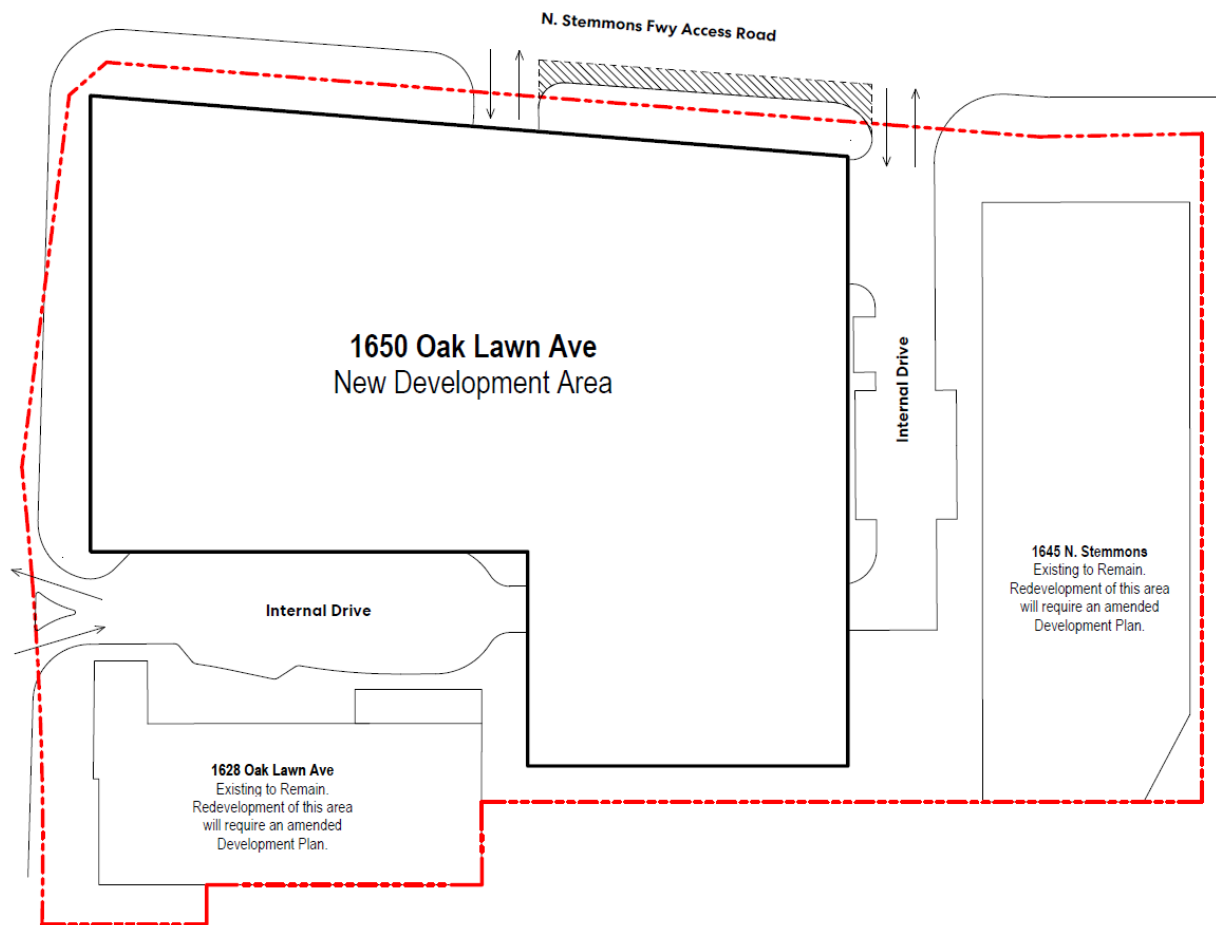 N. Stemmons Fwy Access Road
1650 Oak Lawn Ave
New Development Area
Internal Drive
1645 N. Stemmons
Existing to Remain.
Redevelopment of this area
will require an amended
Development Plan.
Internal Drive
1628 Oak Lawn Ave
Existing to Remain.
Redevelopment of this area
will require an amended
Development Plan.